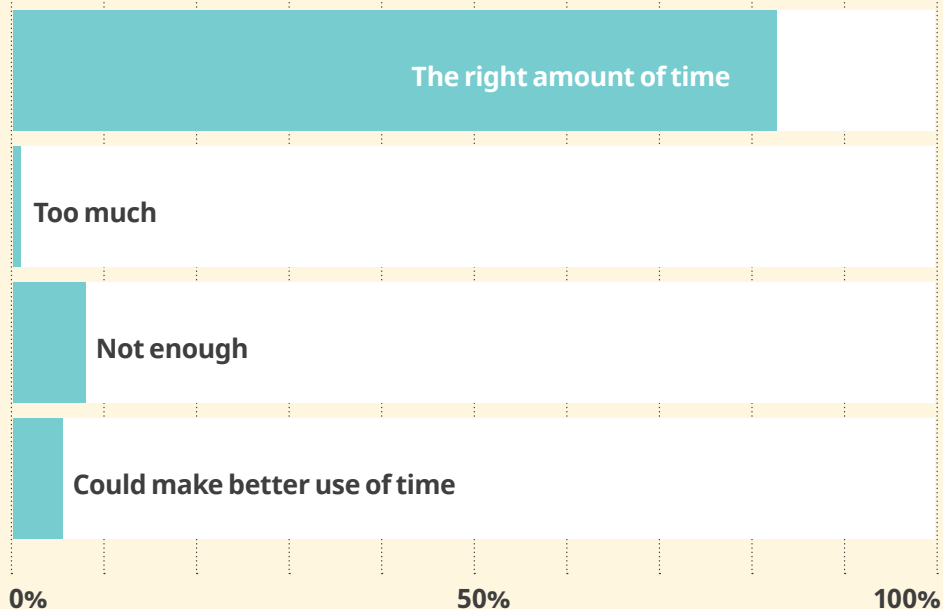 The right amount of time
Too much
Not enough
Could make better use of time
0% 50% 100%